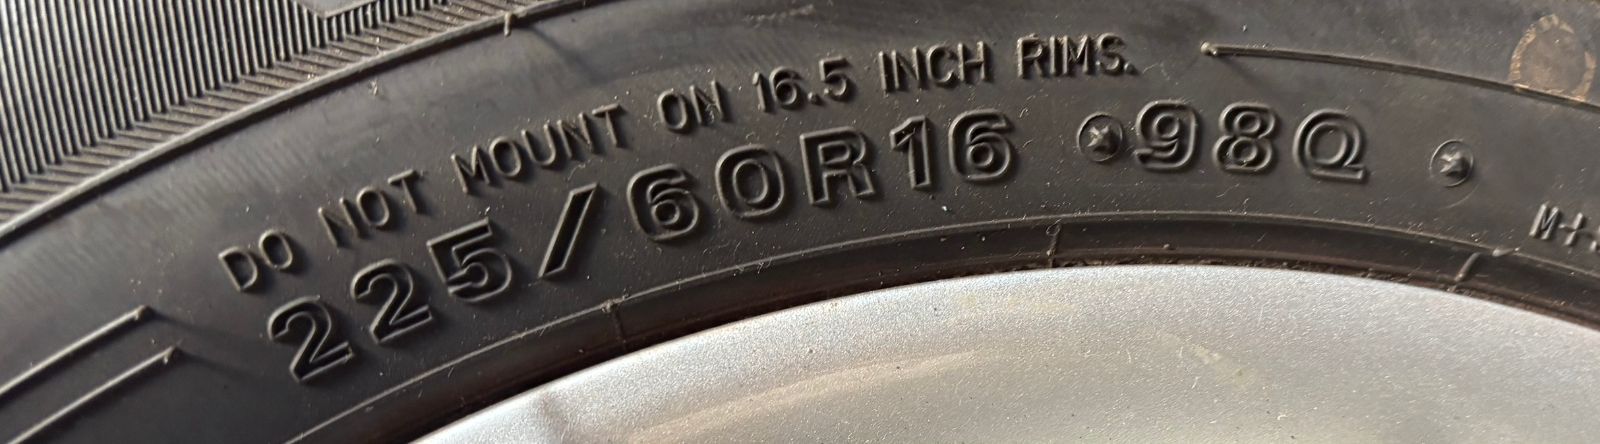 DO NOT MOUNT ON 16.5 INCH RIMS.
225/60R16 98Q